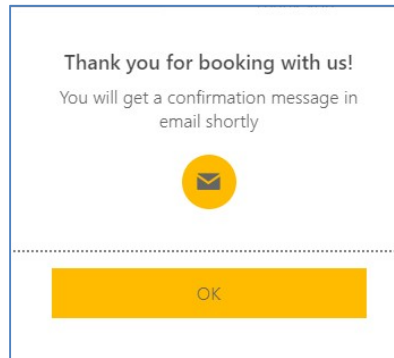 Thank you for booking with us!
You will get a confirmation message in
email shortly
OK